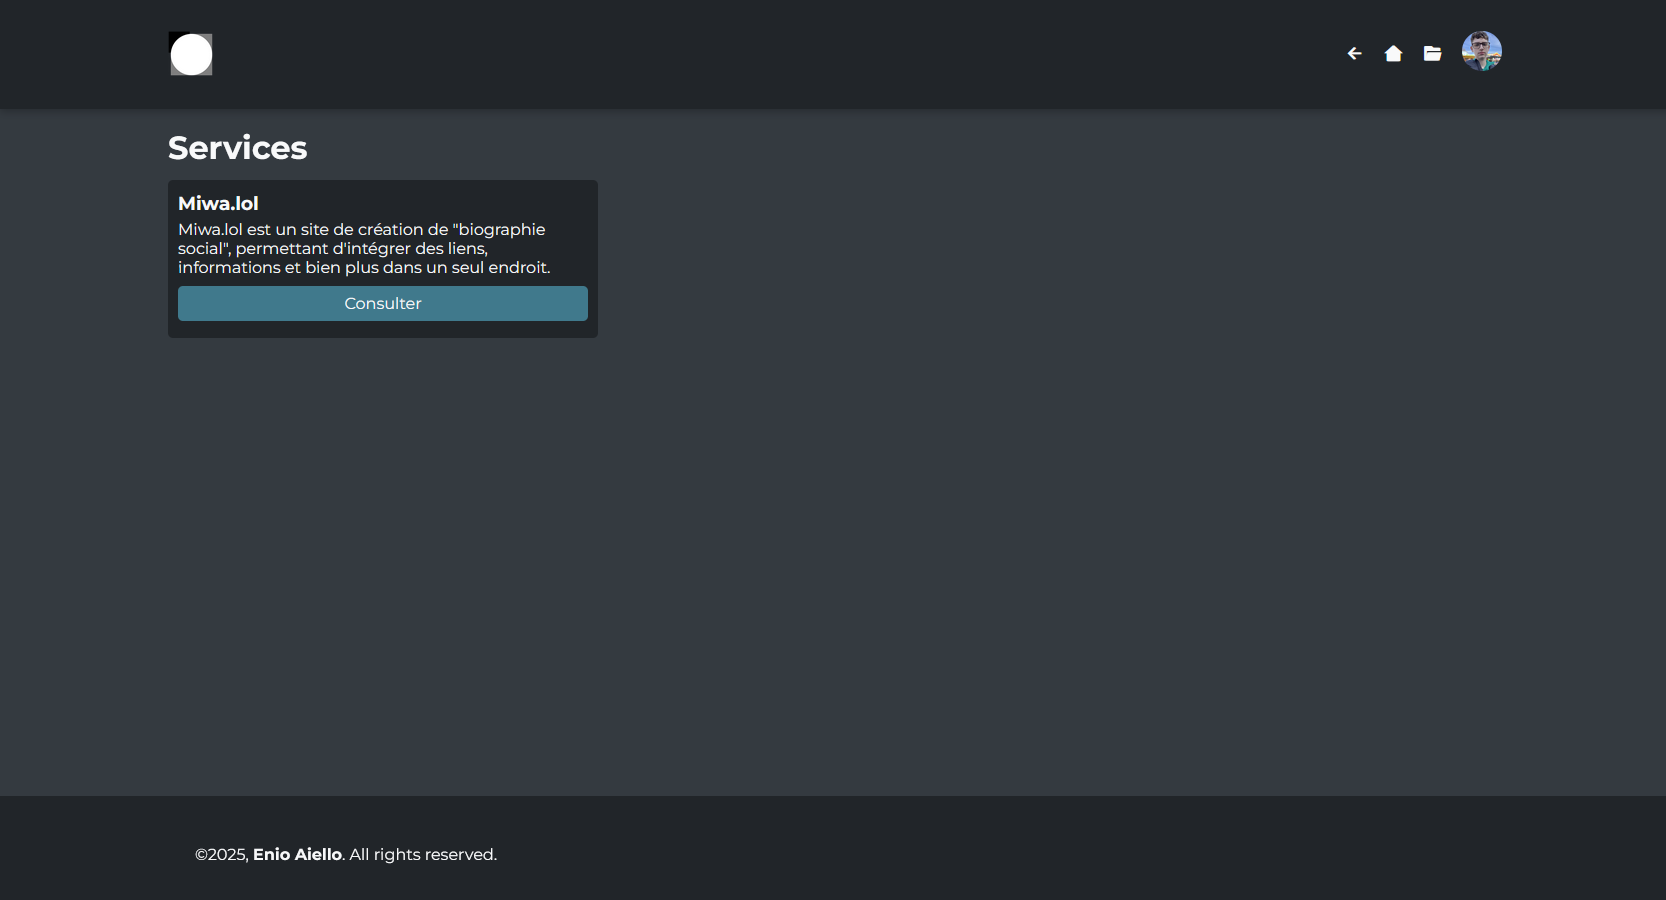 Services
Miwa.lol
Miwa.lol est un site de création de "biographie
social", permettant d'intégrer des liens,
informations et bien plus dans un seul endroit.
Consulter
©2025, Enio Aiello. All rights reserved.